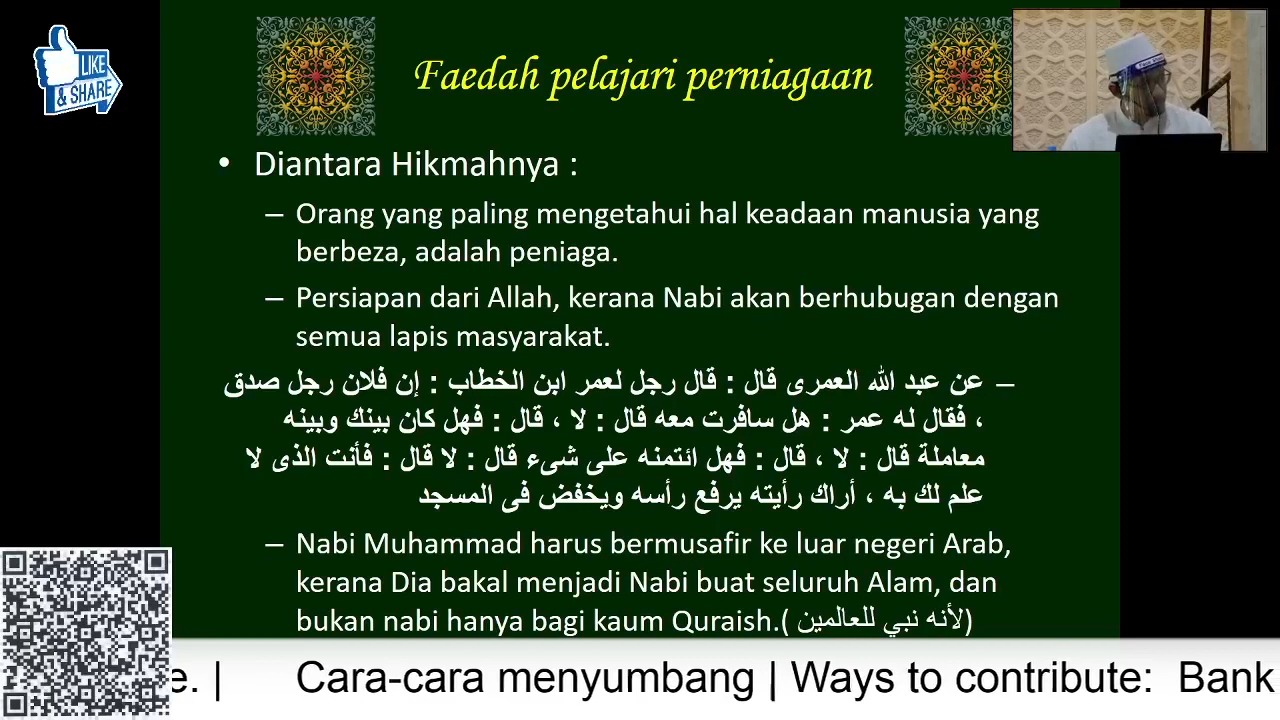 LIKE
& SHARE
Faedah pelajari perniagaan
• Diantara Hikmahnya :
– Orang yang paling mengetahui hal keadaan manusia yang
berbeza, adalah peniaga.
– Persiapan dari Allah, kerana Nabi akan berhubugan dengan
semua lapis masyarakat.
– عن عبد الله العمرى قال : قال رجل لعمر ابن الخطاب : إن فلان رجل صدق
، فقال له عمر : هل سافرت معه قال : لا ، قال : فهل كان بينك وبينه
معاملة قال : لا ، قال : فهل ائتمنه على شىء قال : لا قال : فأنت الذى لا
علم لك به ، أراك رأيته يرفع رأسه ويخفض فى المسجد
– Nabi Muhammad harus bermusafir ke luar negeri Arab,
kerana Dia bakal menjadi Nabi buat seluruh Alam, dan
bukan nabi hanya bagi kaum Quraish.( لأنه نبي للعالمين)
e. | Cara-cara menyumbang | Ways to contribute: Bank